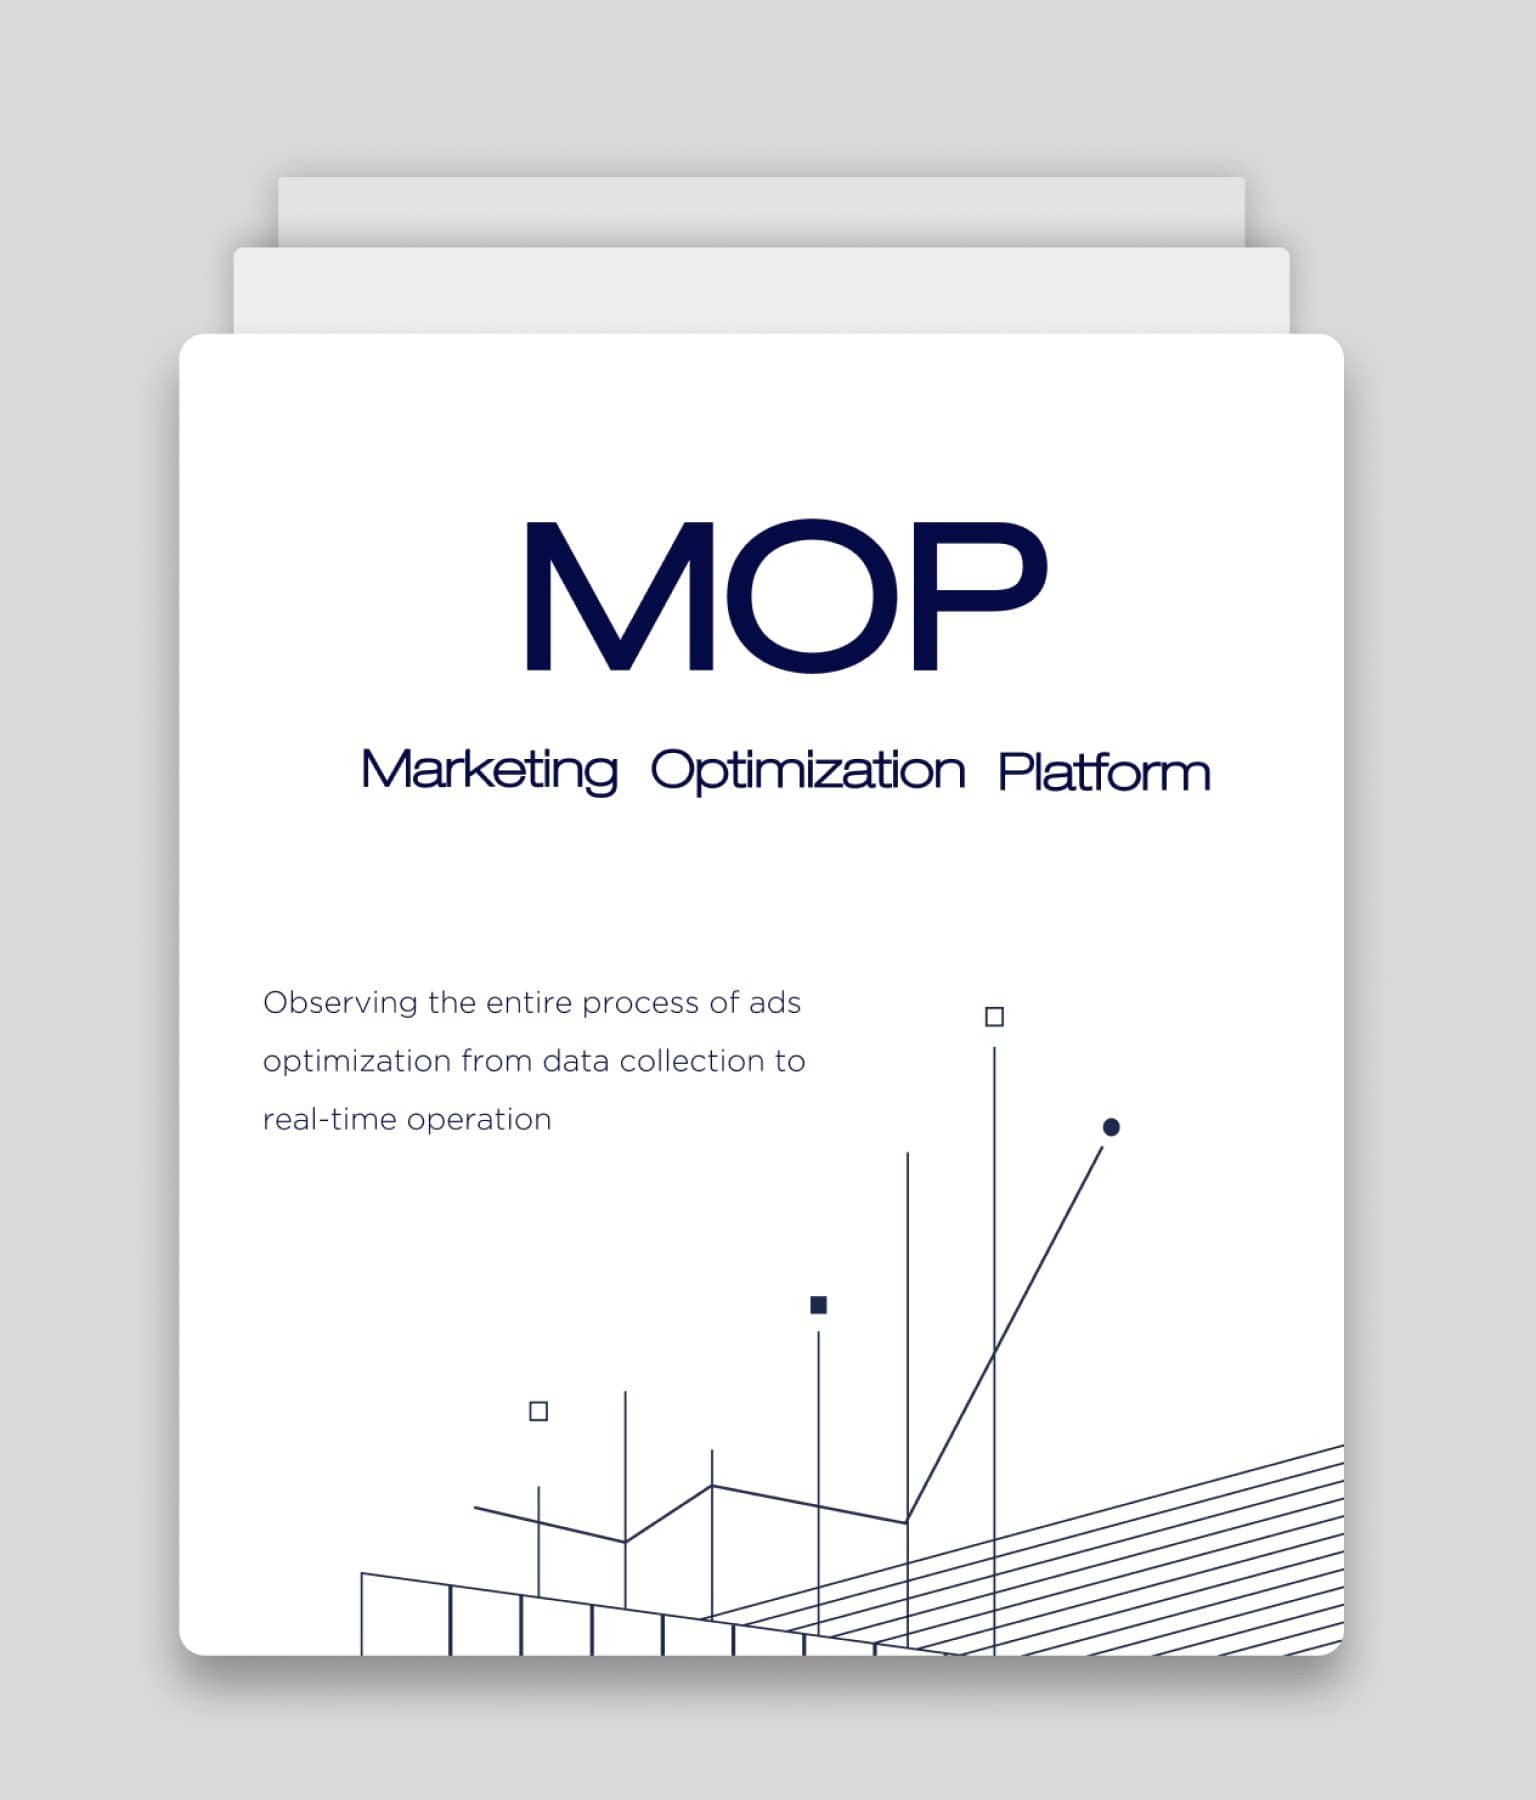 MOP
Marketing Optimization Platform
Observing the entire process of ads
optimization from data collection to
real-time operation